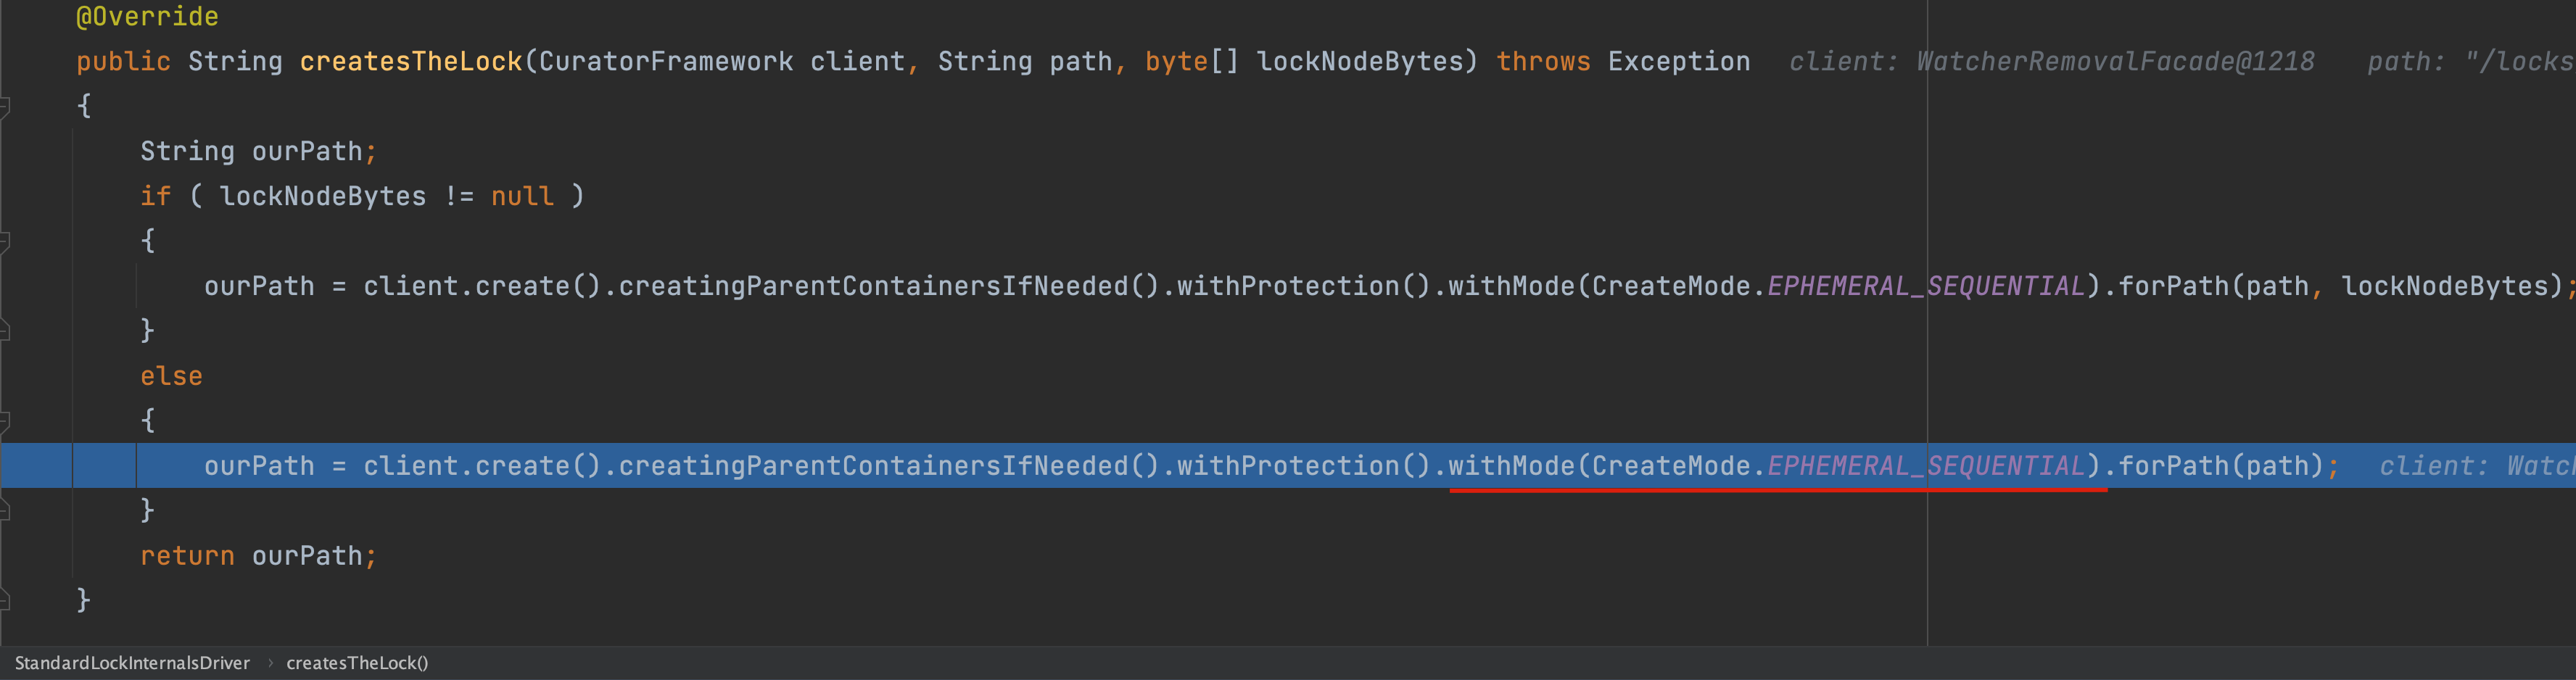 @Override
public String createsTheLock(CuratorFramework client, String path, byte[] lockNodeBytes) throws Exception client: WatcherRemovalFacade@1218 path: "/locks
{
String ourPath;
if ( lockNodeBytes != null )
{
ourPath = client.create().creatingParentContainersIfNeeded().withProtection().withMode(CreateMode.EPHEMERAL_SEQUENTIAL).forPath(path, lockNodeBytes);
}
else
{
ourPath = client.create().creatingParentContainersIfNeeded().withProtection().withMode(CreateMode.EPHEMERAL_SEQUENTIAL).forPath(path); client: Watch
}
return ourPath;
}
StandardLockInternalsDriver › createsTheLock()